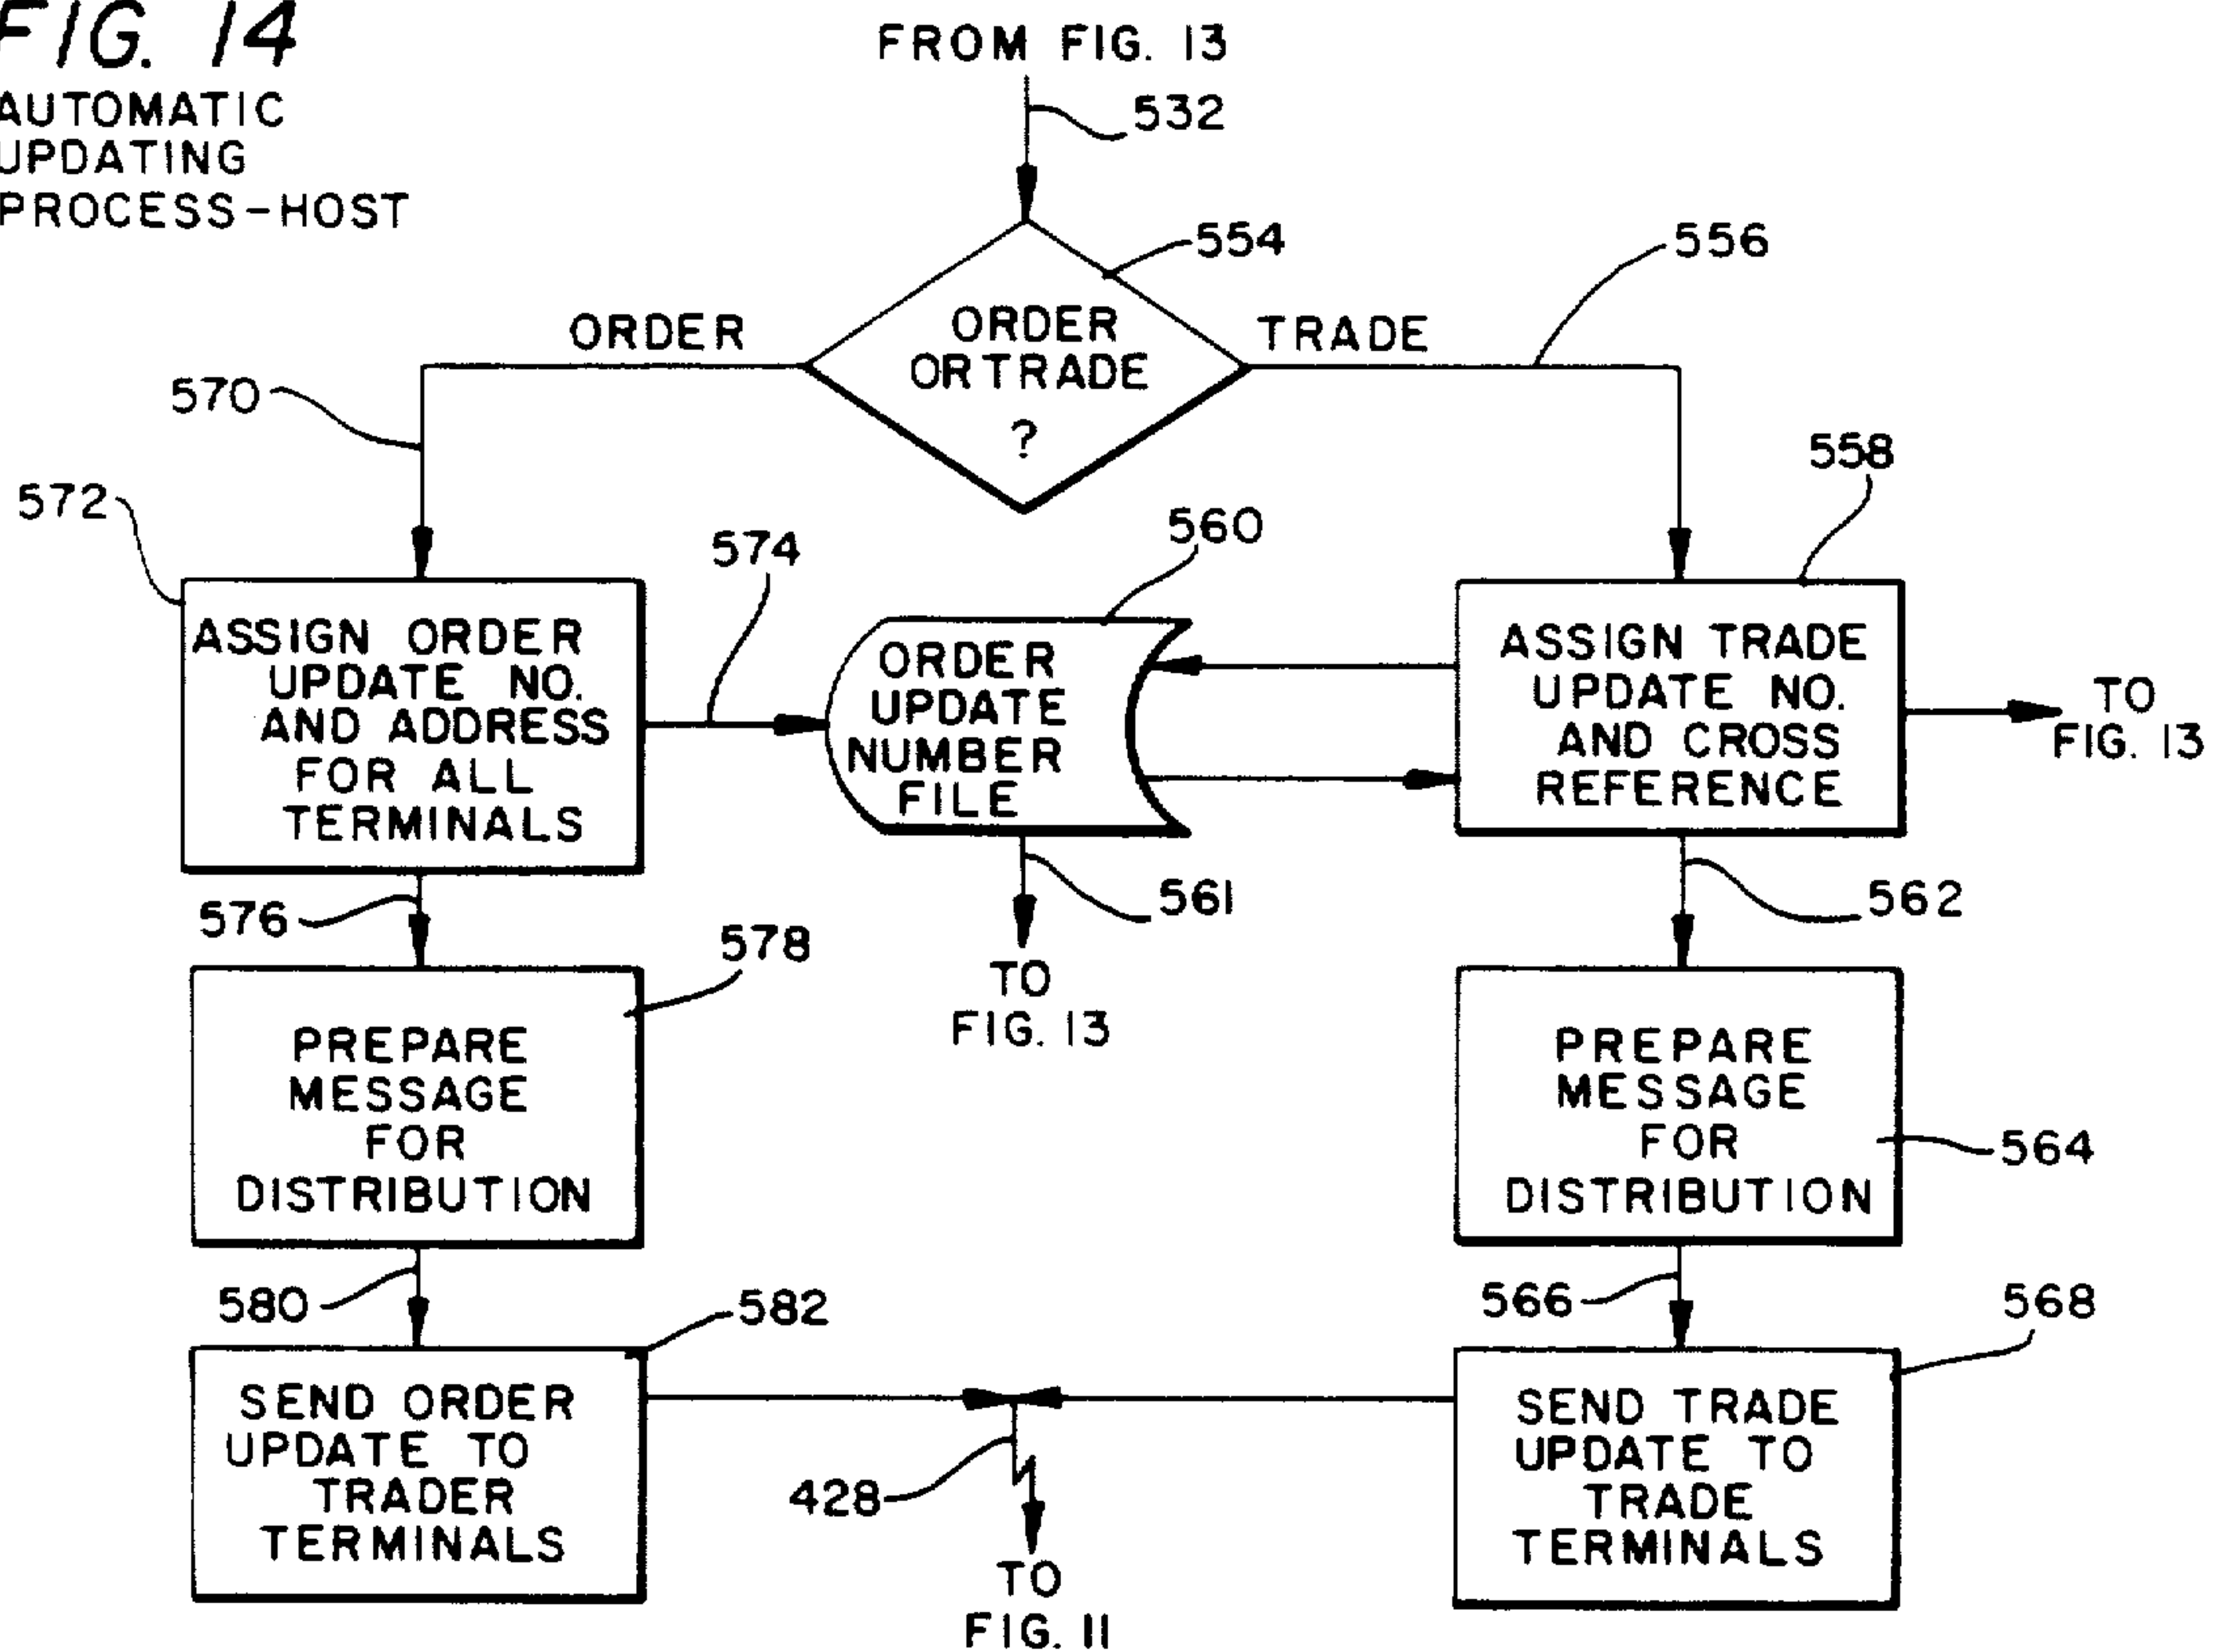 FIG. 14
AUTOMATIC
UPDATING
PROCESS-HOST
FROM FIG. 13
532
554
556
ORDER
ORDER
OR TRADE
?
TRADE
570
558
572
574
560
ASSIGN ORDER
UPDATE NO.
AND ADDRESS
FOR ALL
TERMINALS
ORDER
UPDATE
NUMBER
FILE
ASSIGN TRADE
UPDATE NO.
AND CROSS
REFERENCE
TO
FIG. 13
576
561
562
578
TO
FIG. 13
PREPARE
MESSAGE
FOR
DISTRIBUTION
PREPARE
MESSAGE
FOR
DISTRIBUTION
564
580
582
566
568
SEND ORDER
UPDATE TO
TRADER
TERMINALS
428
SEND TRADE
UPDATE TO
TRADE
TERMINALS
TO
FIG. 11